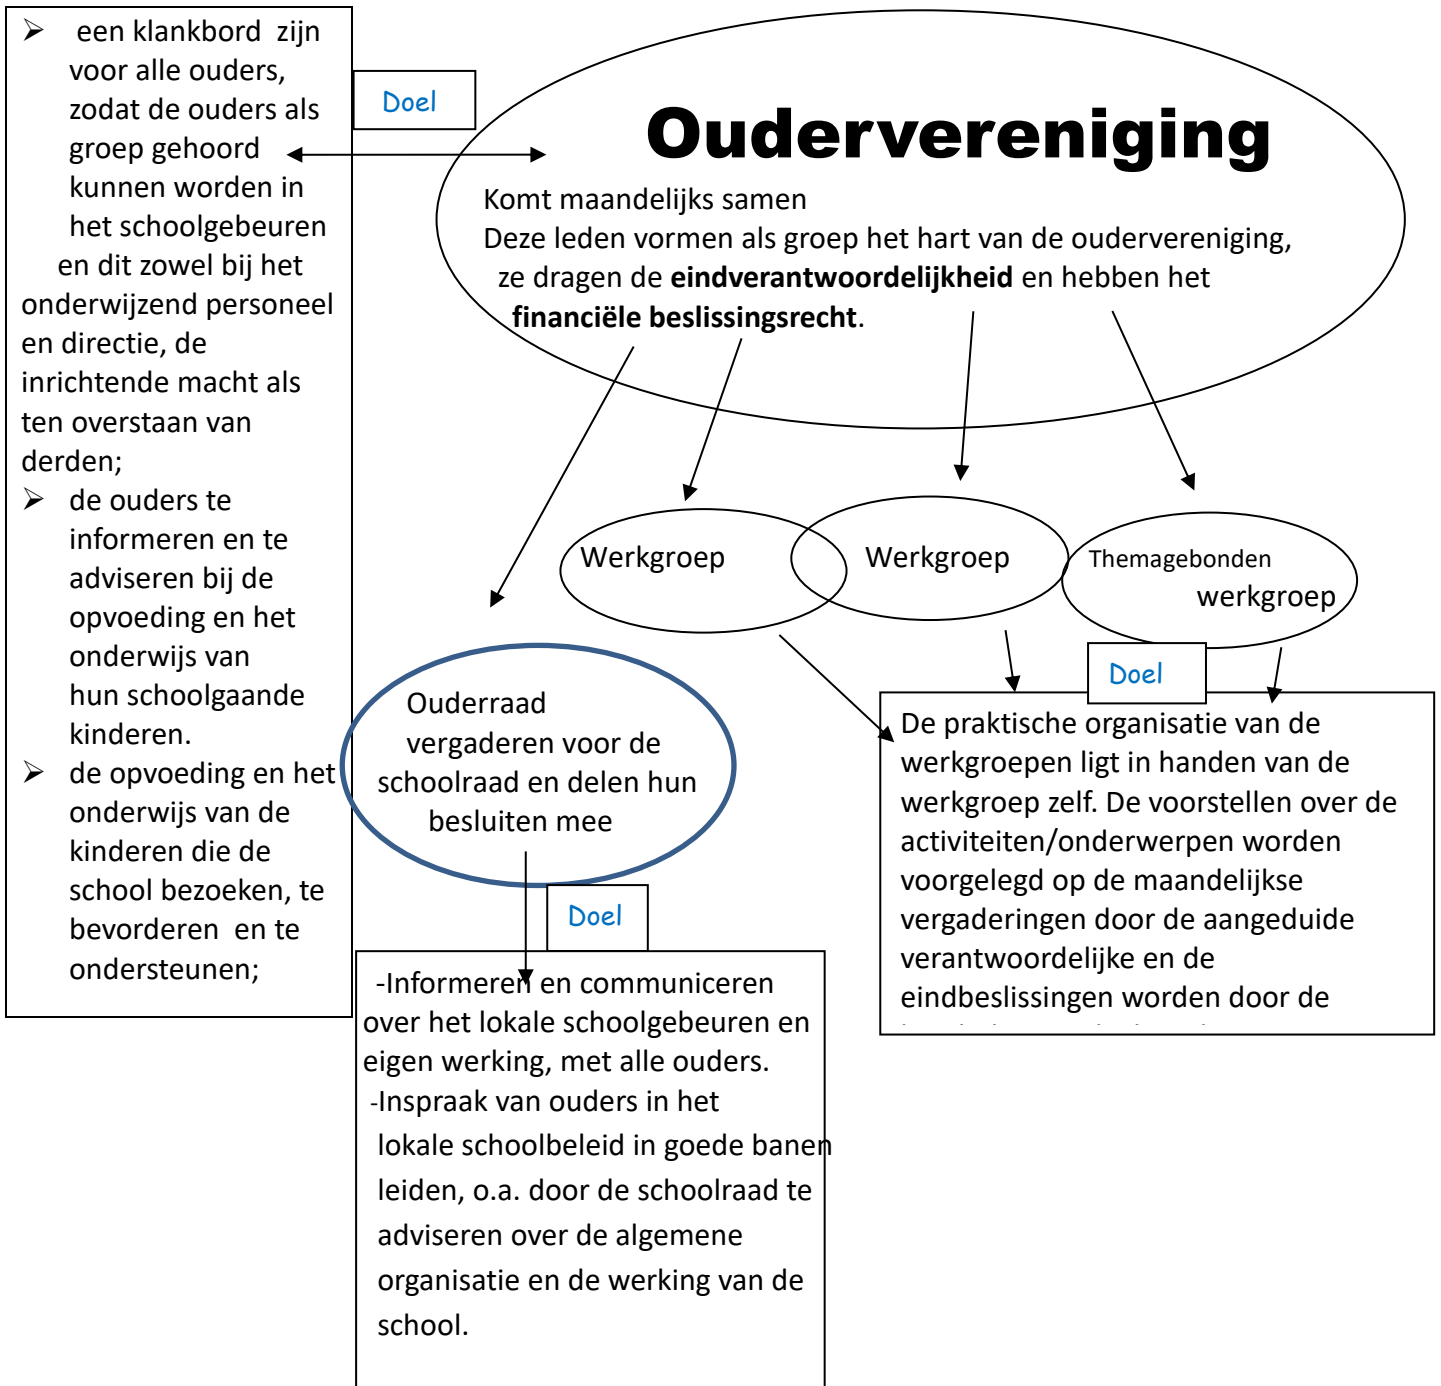 ➢ een klankbord zijn
voor alle ouders,
zodat de ouders als
groep gehoord
kunnen worden in
het schoolgebeuren
en dit zowel bij het
onderwijzend personeel
en directie, de
inrichtende macht als
ten overstaan van
derden;
➢ de ouders te
informeren en te
adviseren bij de
opvoeding en het
onderwijs van
hun schoolgaande
kinderen.
➢ de opvoeding en het
onderwijs van de
kinderen die de
school bezoeken, te
bevorderen en te
ondersteunen;
Doel
Oudervereniging
Komt maandelijks samen
Deze leden vormen als groep het hart van de oudervereniging,
ze dragen de eindverantwoordelijkheid en hebben het
financiële beslissingsrecht.
Werkgroep
Werkgroep
Themagebonden
werkgroep
Doel
De praktische organisatie van de
werkgroepen ligt in handen van de
werkgroep zelf. De voorstellen over de
activiteiten/onderwerpen worden
voorgelegd op de maandelijkse
vergaderingen door de aangeduide
verantwoordelijke en de
eindbeslissingen worden door de
Ouderraad
vergaderen voor de
schoolraad en delen hun
besluiten mee
Doel
-Informeren en communiceren
over het lokale schoolgebeuren en
eigen werking, met alle ouders.
-Inspraak van ouders in het
lokale schoolbeleid in goede banen
leiden, o.a. door de schoolraad te
adviseren over de algemene
organisatie en de werking van de
school.